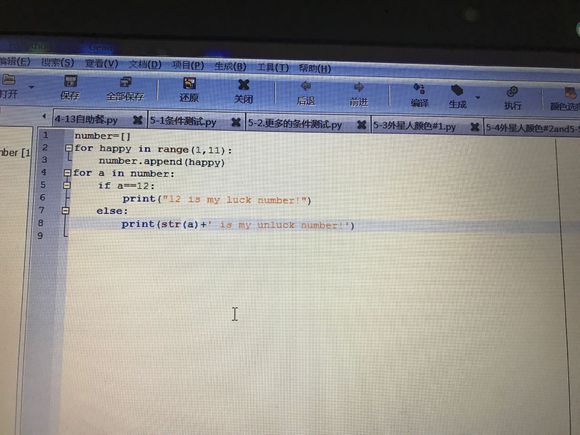 编辑(E) 搜索(S) 查看(V) 文档(D) 项目(P) 生成(B) 工具(T) 帮助(H)
打开 保存 全部保存 还原 关闭 后退 前进 编译 生成 执行 颜色选
4-13自助餐.py 5-1条件测试.py 5-2.更多的条件测试.py 5-3外星人颜色#1.py 5-4外星人颜色#2and5-
1 number=[]
2 for happy in range(1,11):
3 number.append(happy)
4 for a in number:
5 if a==12:
6 print("12 is my luck number!")
7 else:
8 print(str(a)+' is my unluck number!')
9
mber [1